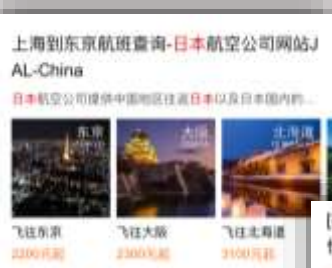 上海到东京航班查询-日本航空公司网站J
AL-China
日本航空公司提供中国地区往返日本以及日本国内的...
东京
大阪
北海道
飞往东京
飞往大阪
飞往北海道
2200元起
2300元起
3100元起